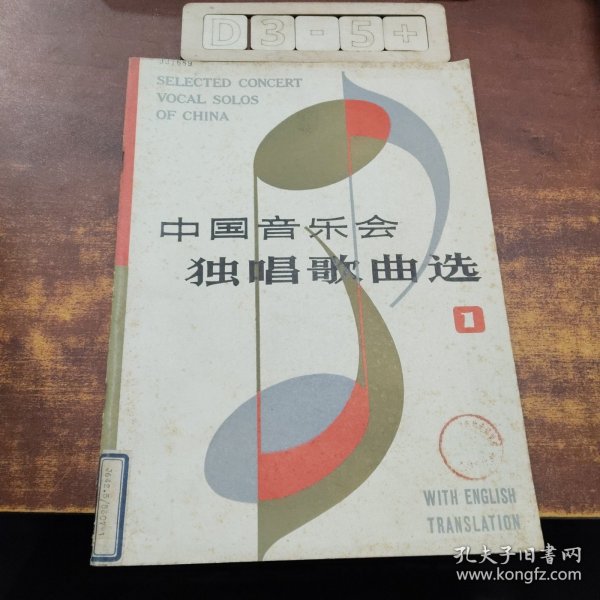 D3-5+
SELECTED CONCERT
VOCAL SOLOS
OF CHINA
中国音乐会
独唱歌曲选
1
WITH ENGLISH
TRANSLATION
孔夫子旧书网
www.kongfz.com